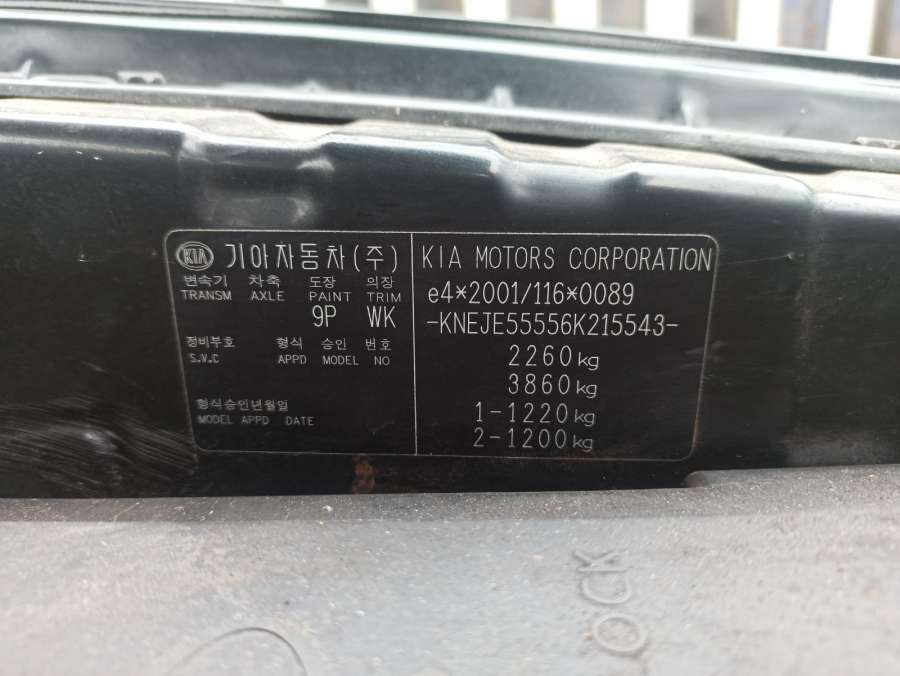 KIA 기아자동차(주)
변속기 차축 도장 의장
TRANSM AXLE PAINT TRIM
9P WK
정비부호 형식 승인 번호
S.V.C APPD MODEL NO
형식승인년월일
MODEL APPD DATE
KIA MOTORS CORPORATION
e4*2001/116*0089
-KNEJE55556K215543-
2260kg
3860kg
1-1220kg
2-1200kg
OCK